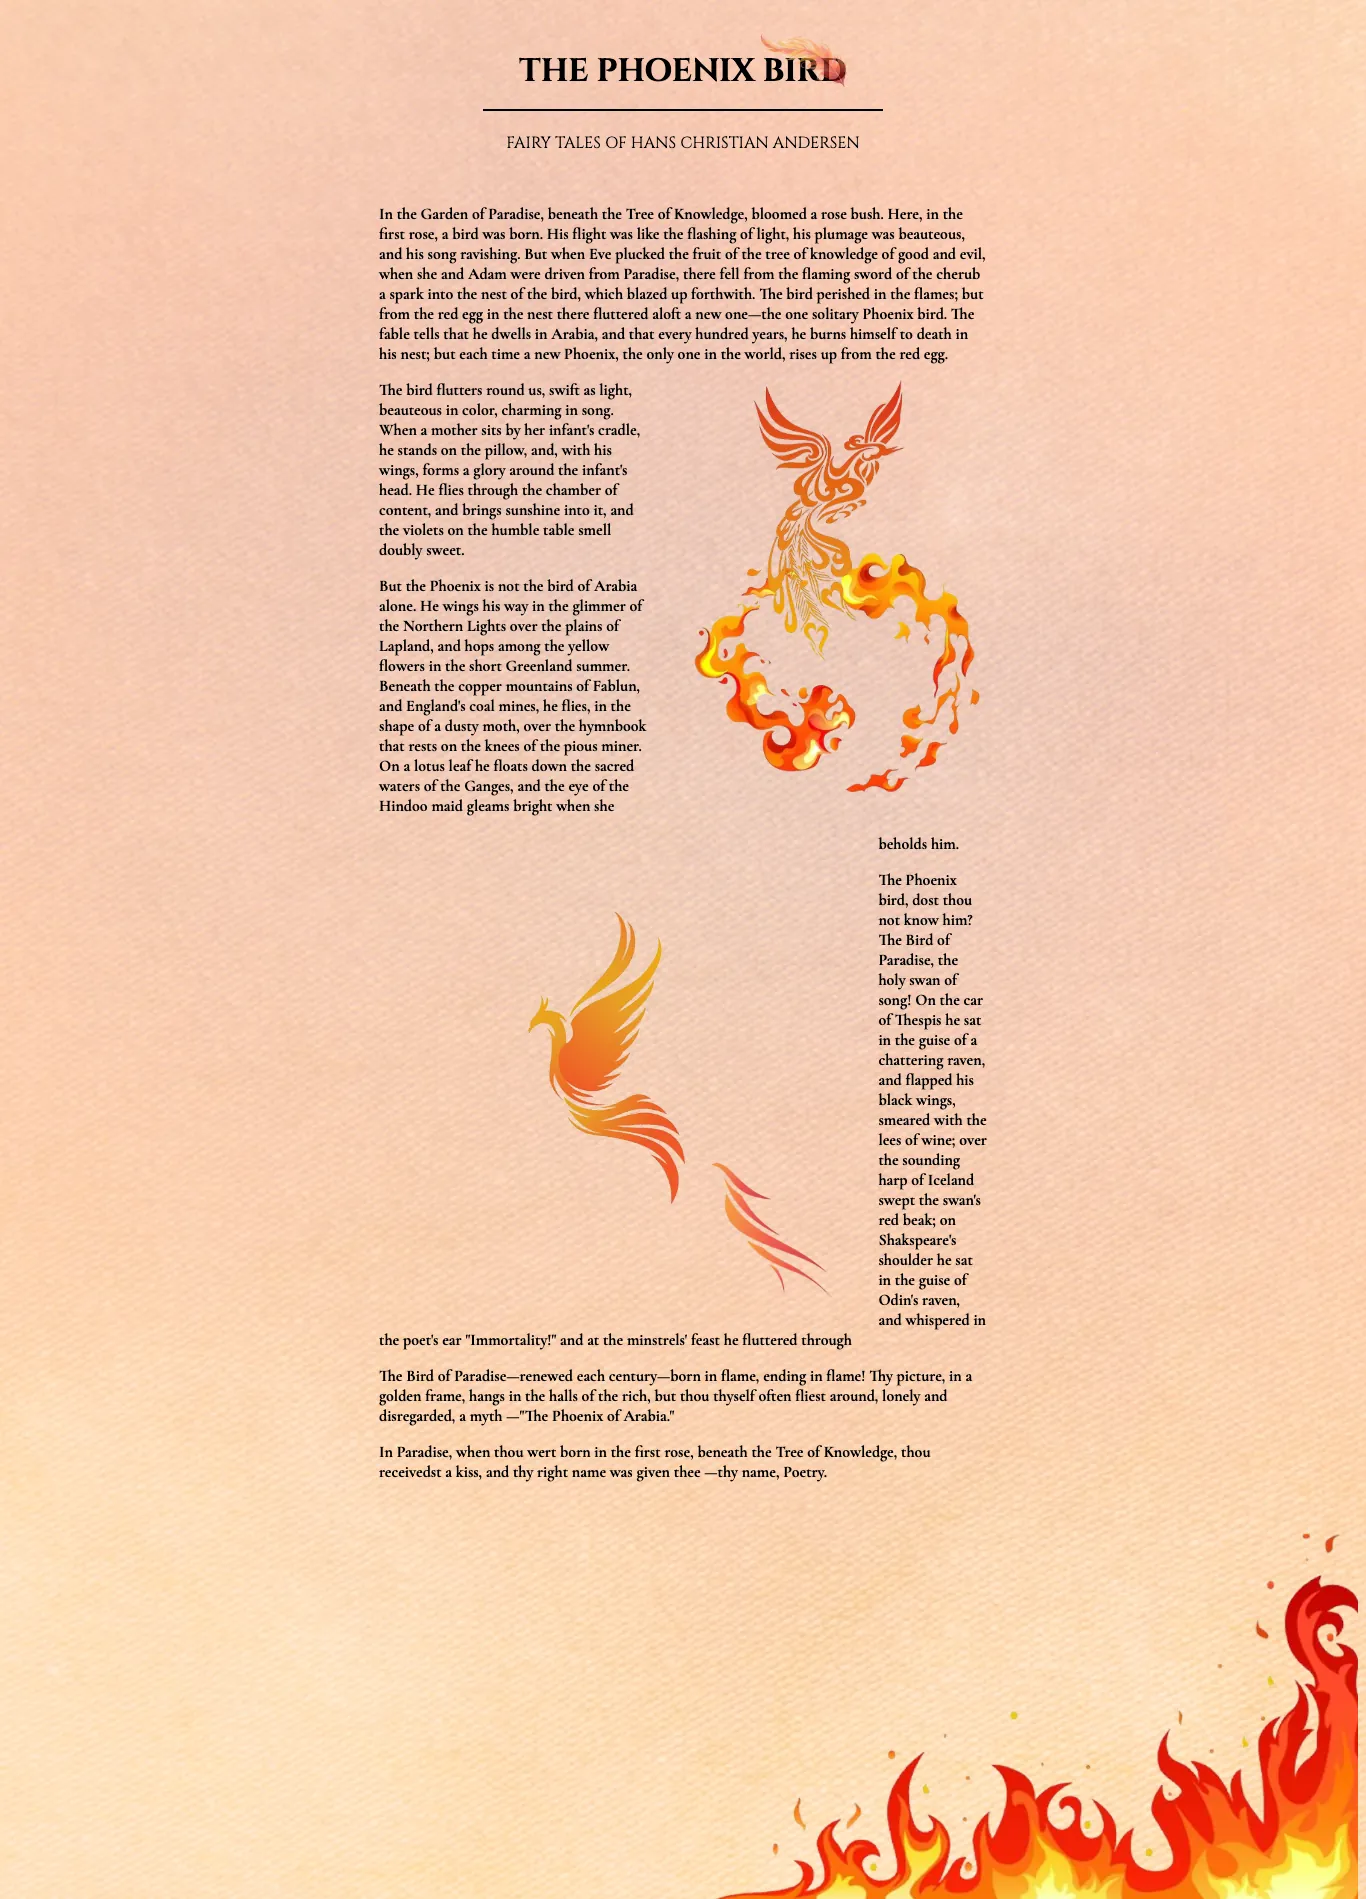 THE PHOENIX BIRD
FAIRY TALES OF HANS CHRISTIAN ANDERSEN
In the Garden of Paradise, beneath the Tree of Knowledge, bloomed a rose bush. Here, in the
first rose, a bird was born. His flight was like the flashing of light, his plumage was beauteous,
and his song ravishing. But when Eve plucked the fruit of the tree of knowledge of good and evil,
when she and Adam were driven from Paradise, there fell from the flaming sword of the cherub
a spark into the nest of the bird, which blazed up forthwith. The bird perished in the flames; but
from the red egg in the nest there fluttered aloft a new one—the one solitary Phoenix bird. The
fable tells that he dwells in Arabia, and that every hundred years, he burns himself to death in
his nest; but each time a new Phoenix, the only one in the world, rises up from the red egg.
The bird flutters round us, swift as light,
beauteous in color, charming in song.
When a mother sits by her infant's cradle,
he stands on the pillow, and, with his
wings, forms a glory around the infant's
head. He flies through the chamber of
content, and brings sunshine into it, and
the violets on the humble table smell
doubly sweet.
But the Phoenix is not the bird of Arabia
alone. He wings his way in the glimmer of
the Northern Lights over the plains of
Lapland, and hops among the yellow
flowers in the short Greenland summer.
Beneath the copper mountains of Fablun,
and England's coal mines, he flies, in the
shape of a dusty moth, over the hymnbook
that rests on the knees of the pious miner.
On a lotus leaf he floats down the sacred
waters of the Ganges, and the eye of the
Hindoo maid gleams bright when she
beholds him.
The Phoenix
bird, dost thou
not know him?
The Bird of
Paradise, the
holy swan of
song! On the car
of Thespis he sat
in the guise of a
chattering raven,
and flapped his
black wings,
smeared with the
lees of wine; over
the sounding
harp of Iceland
swept the swan's
red beak; on
Shakspeare's
shoulder he sat
in the guise of
Odin's raven,
and whispered in
the poet's ear "Immortality!" and at the minstrels' feast he fluttered through
The Bird of Paradise—renewed each century—born in flame, ending in flame! Thy picture, in a
golden frame, hangs in the halls of the rich, but thou thyself often fliest around, lonely and
disregarded, a myth —"The Phoenix of Arabia."
In Paradise, when thou wert born in the first rose, beneath the Tree of Knowledge, thou
receivedst a kiss, and thy right name was given thee —thy name, Poetry.